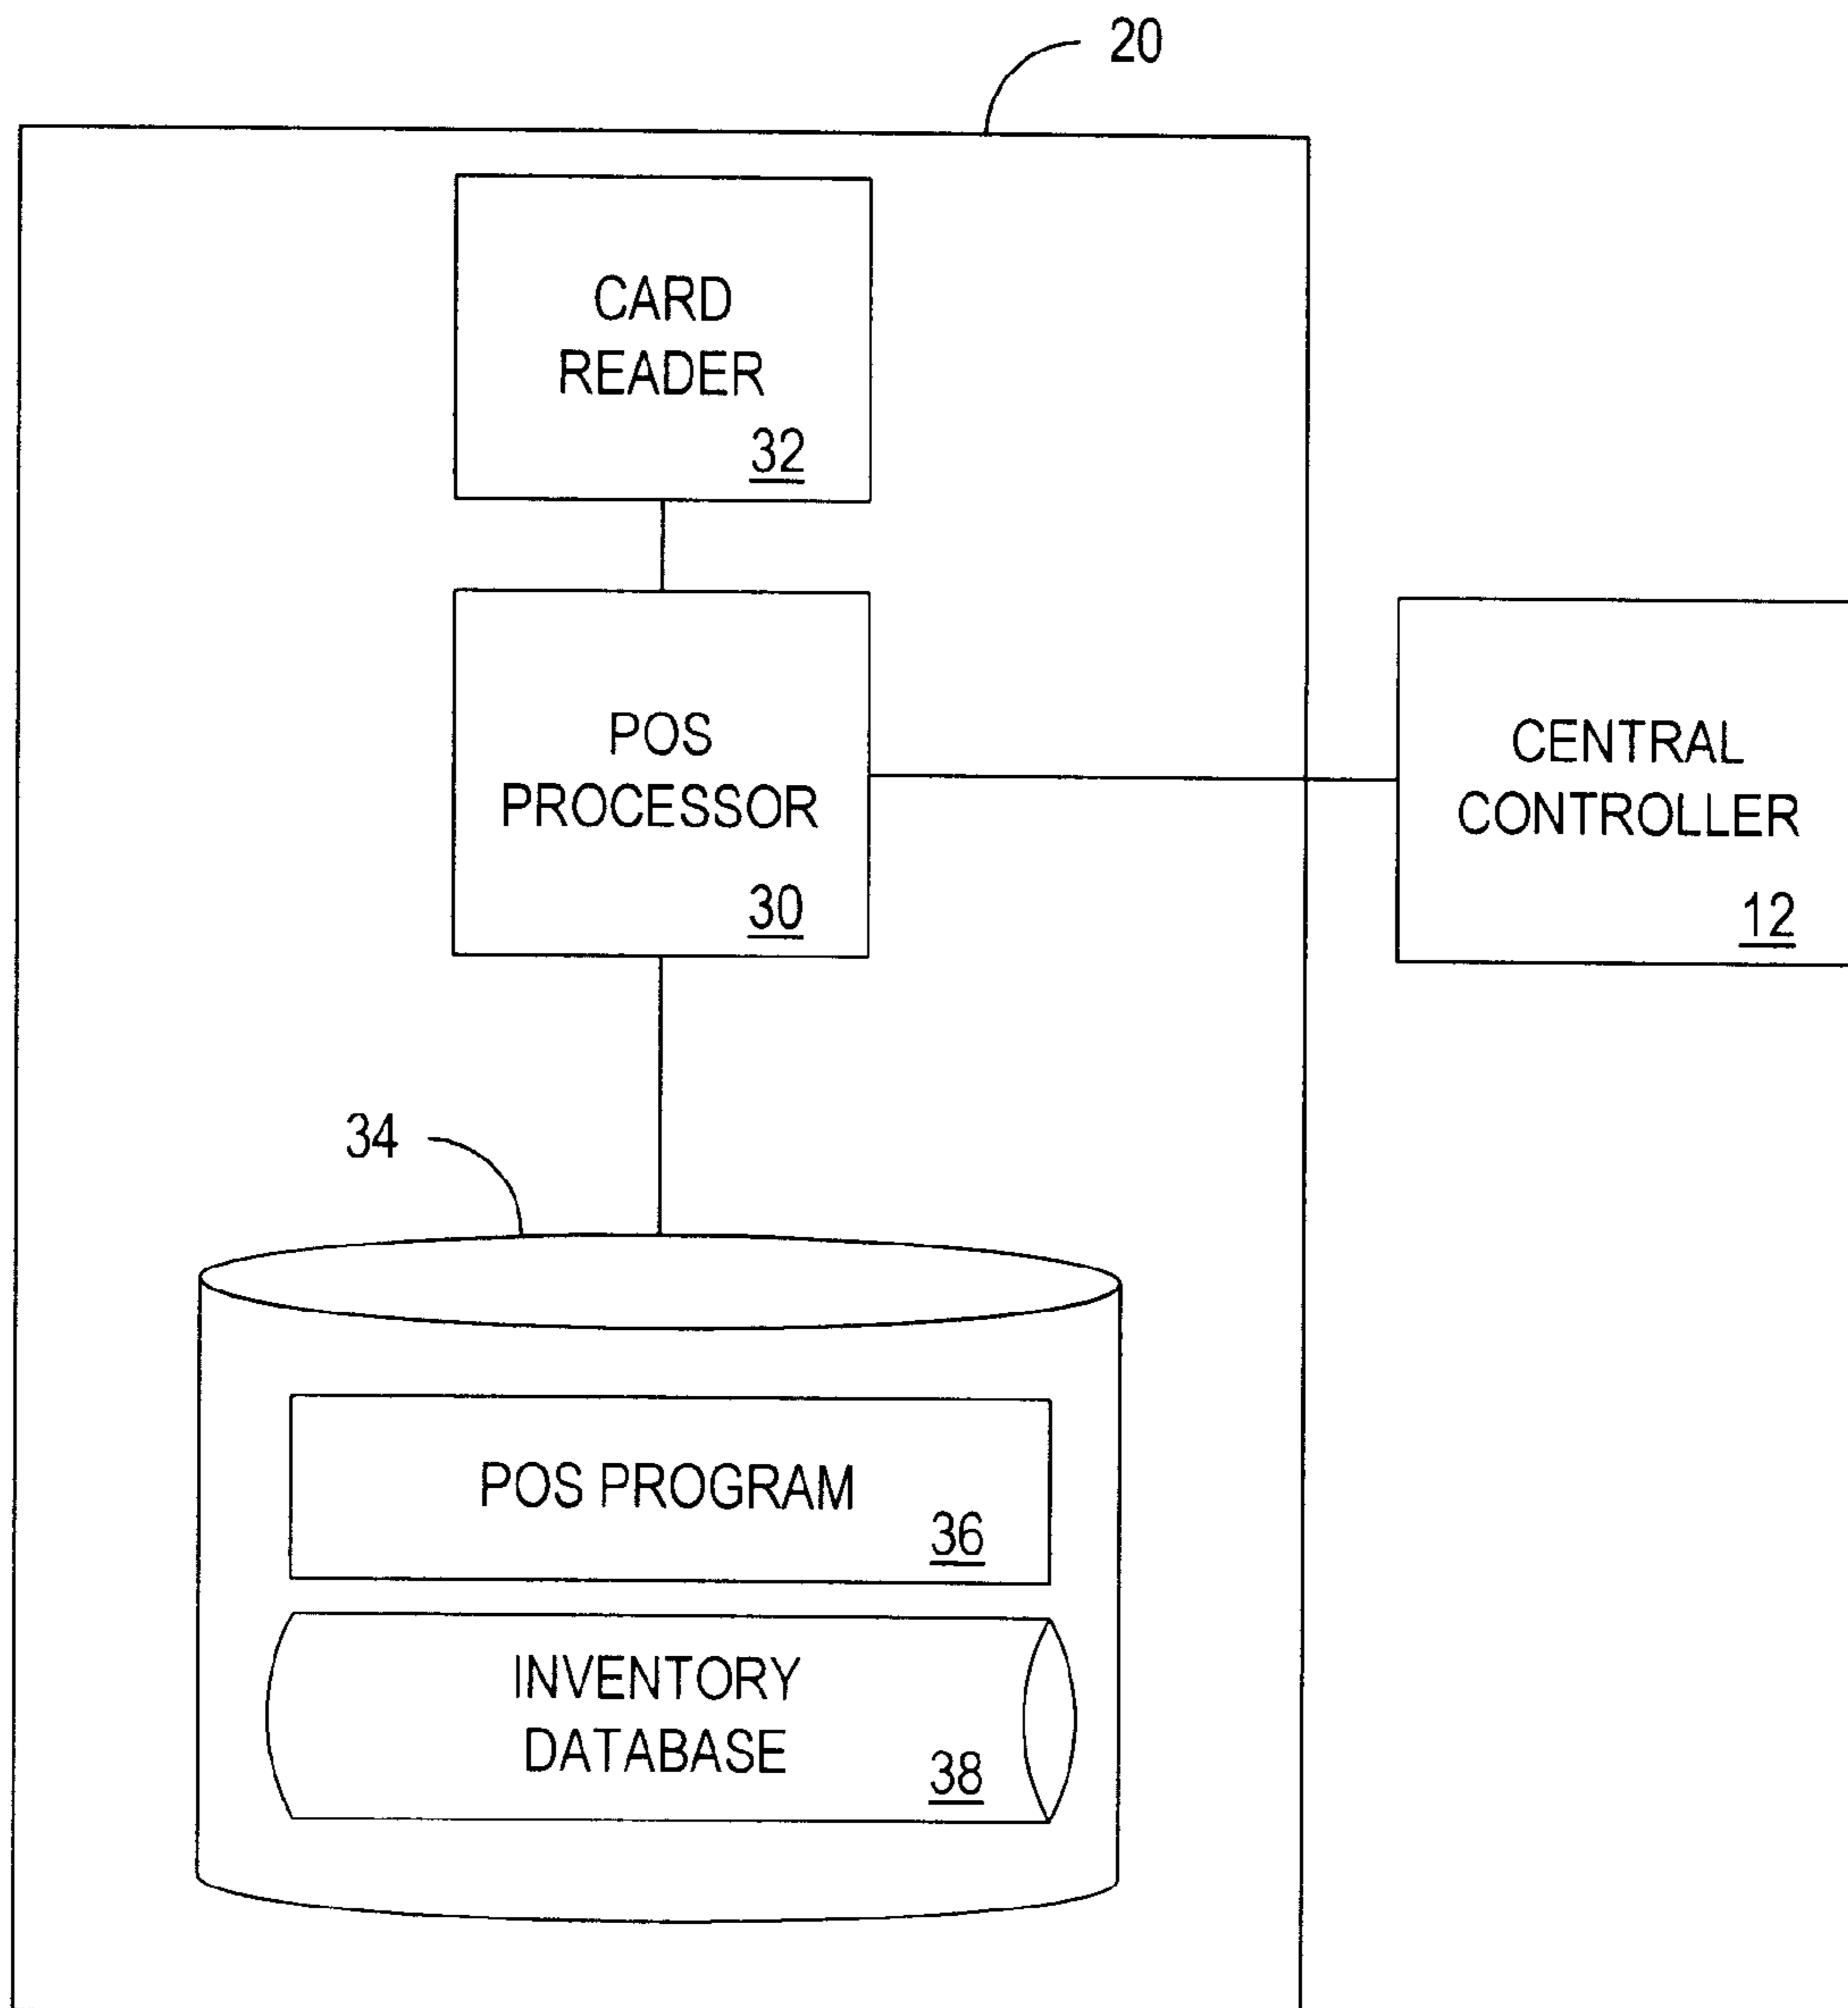 20
CARD
READER
32
POS
PROCESSOR
30
CENTRAL
CONTROLLER
12
34
POS PROGRAM
36
INVENTORY
DATABASE
38